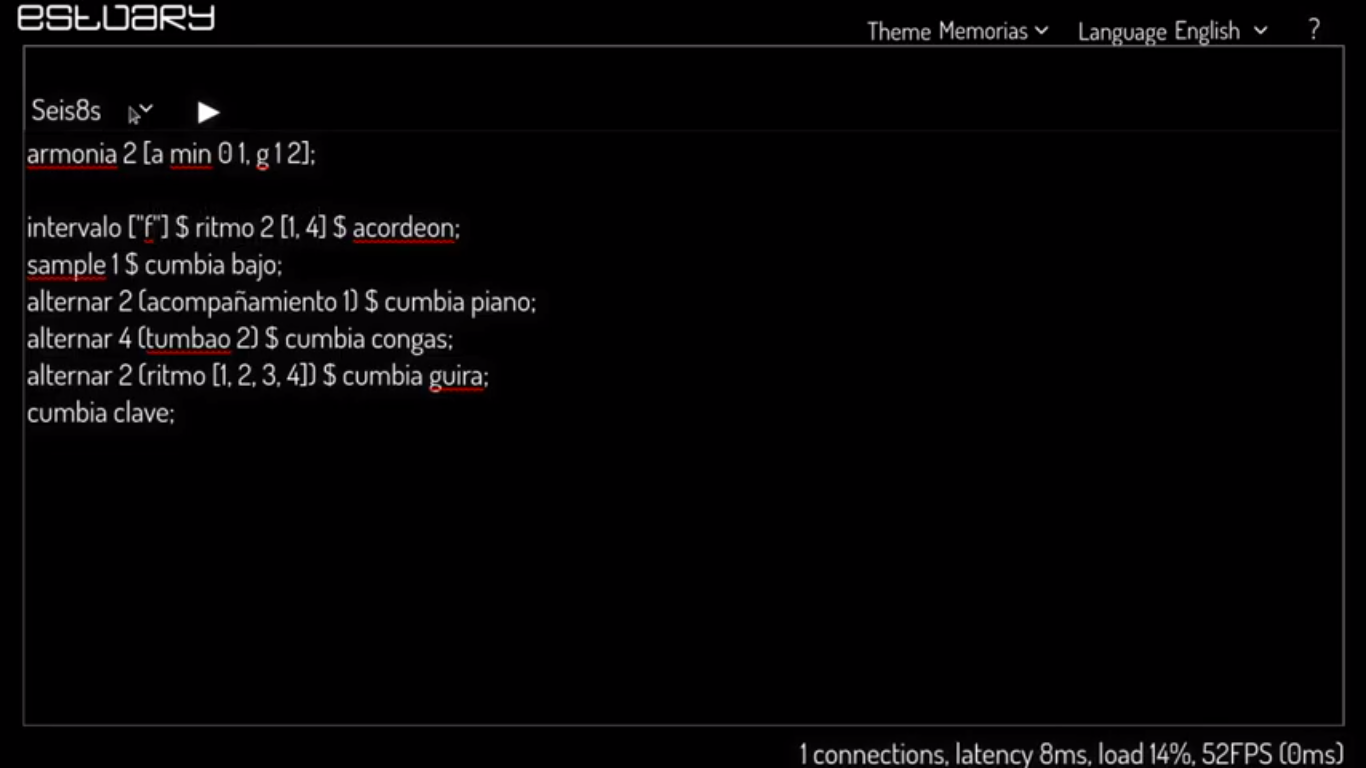 estuary
Theme Memorias Language English ?
Seis8s
armonia 2 [a min 0 1, g 1 2];
intervalo ["f"] $ ritmo 2 [1, 4] $ acordeon;
sample 1 $ cumbia bajo;
alternar 2 (acompañamiento 1) $ cumbia piano;
alternar 4 (tumbao 2) $ cumbia congas;
alternar 2 (ritmo [1, 2, 3, 4]) $ cumbia guira;
cumbia clave;
1 connections, latency 8ms, load 14%, 52FPS (0ms)